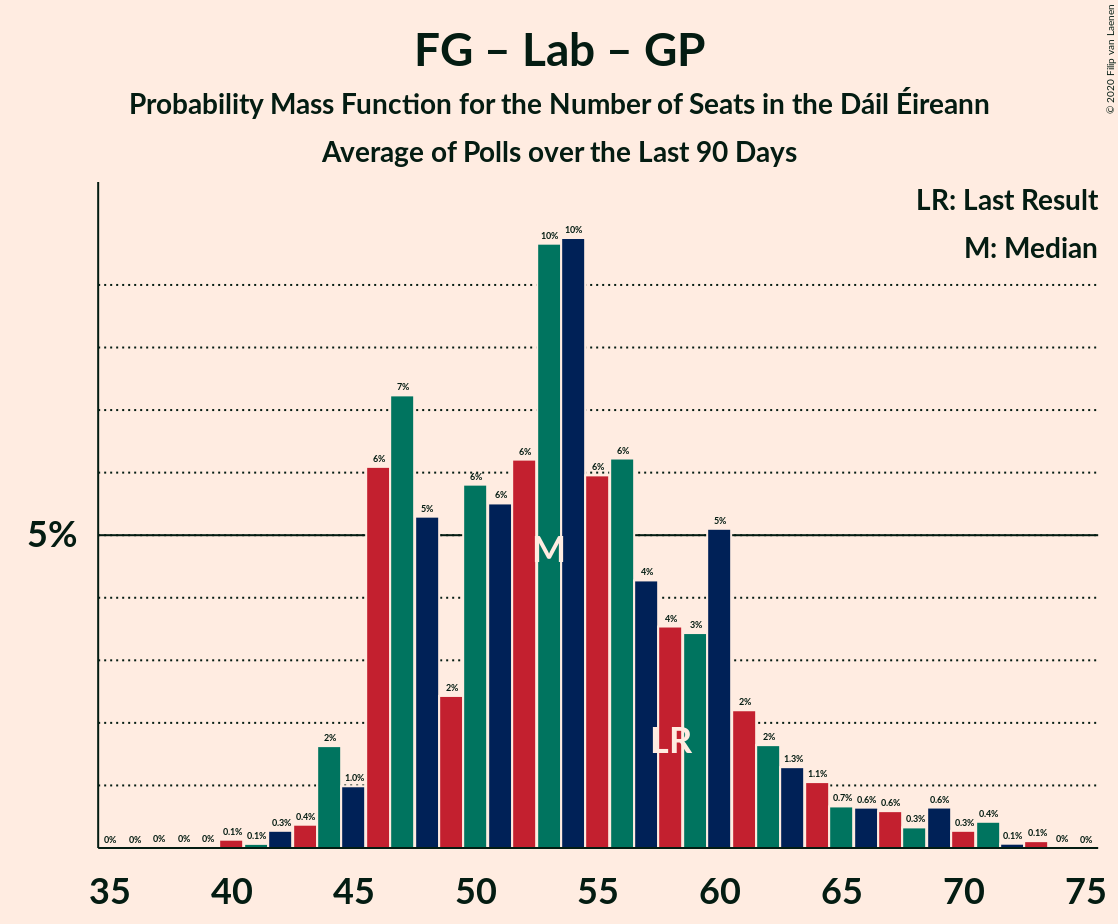 FG – Lab – GP
Probability Mass Function for the Number of Seats in the Dáil Éireann
Average of Polls over the Last 90 Days
© 2020 Filip van Laenen
LR: Last Result
M: Median
5%
0% 0% 0% 0% 0% 0.1% 0.1% 0.3% 0.4% 2% 1.0% 6% 7% 5% 2% 6% 6% 6% 10% 10% 6% 6% 4% 4% 3% 5% 2% 2% 1.3% 1.1% 0.7% 0.6% 0.6% 0.3% 0.6% 0.3% 0.4% 0.1% 0.1% 0% 0%
M
LR
35 40 45 50 55 60 65 70 75